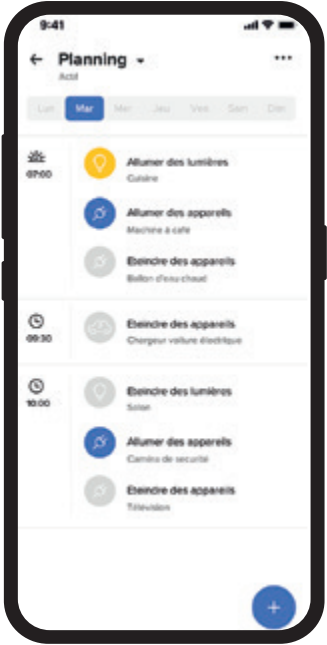 9:41
Planning
Actif
Lun Mar Mer Jeu Ven Sam Dim
07:00
Allumer des lumières
Cuisine
Allumer des appareils
Machine à café
Eteindre des appareils
Ballon d'eau chaud
09:30
Eteindre des appareils
Chargeur voiture électrique
10:00
Eteindre des lumières
Salon
Allumer des appareils
Caméra de securité
Eteindre des appareils
Télévision